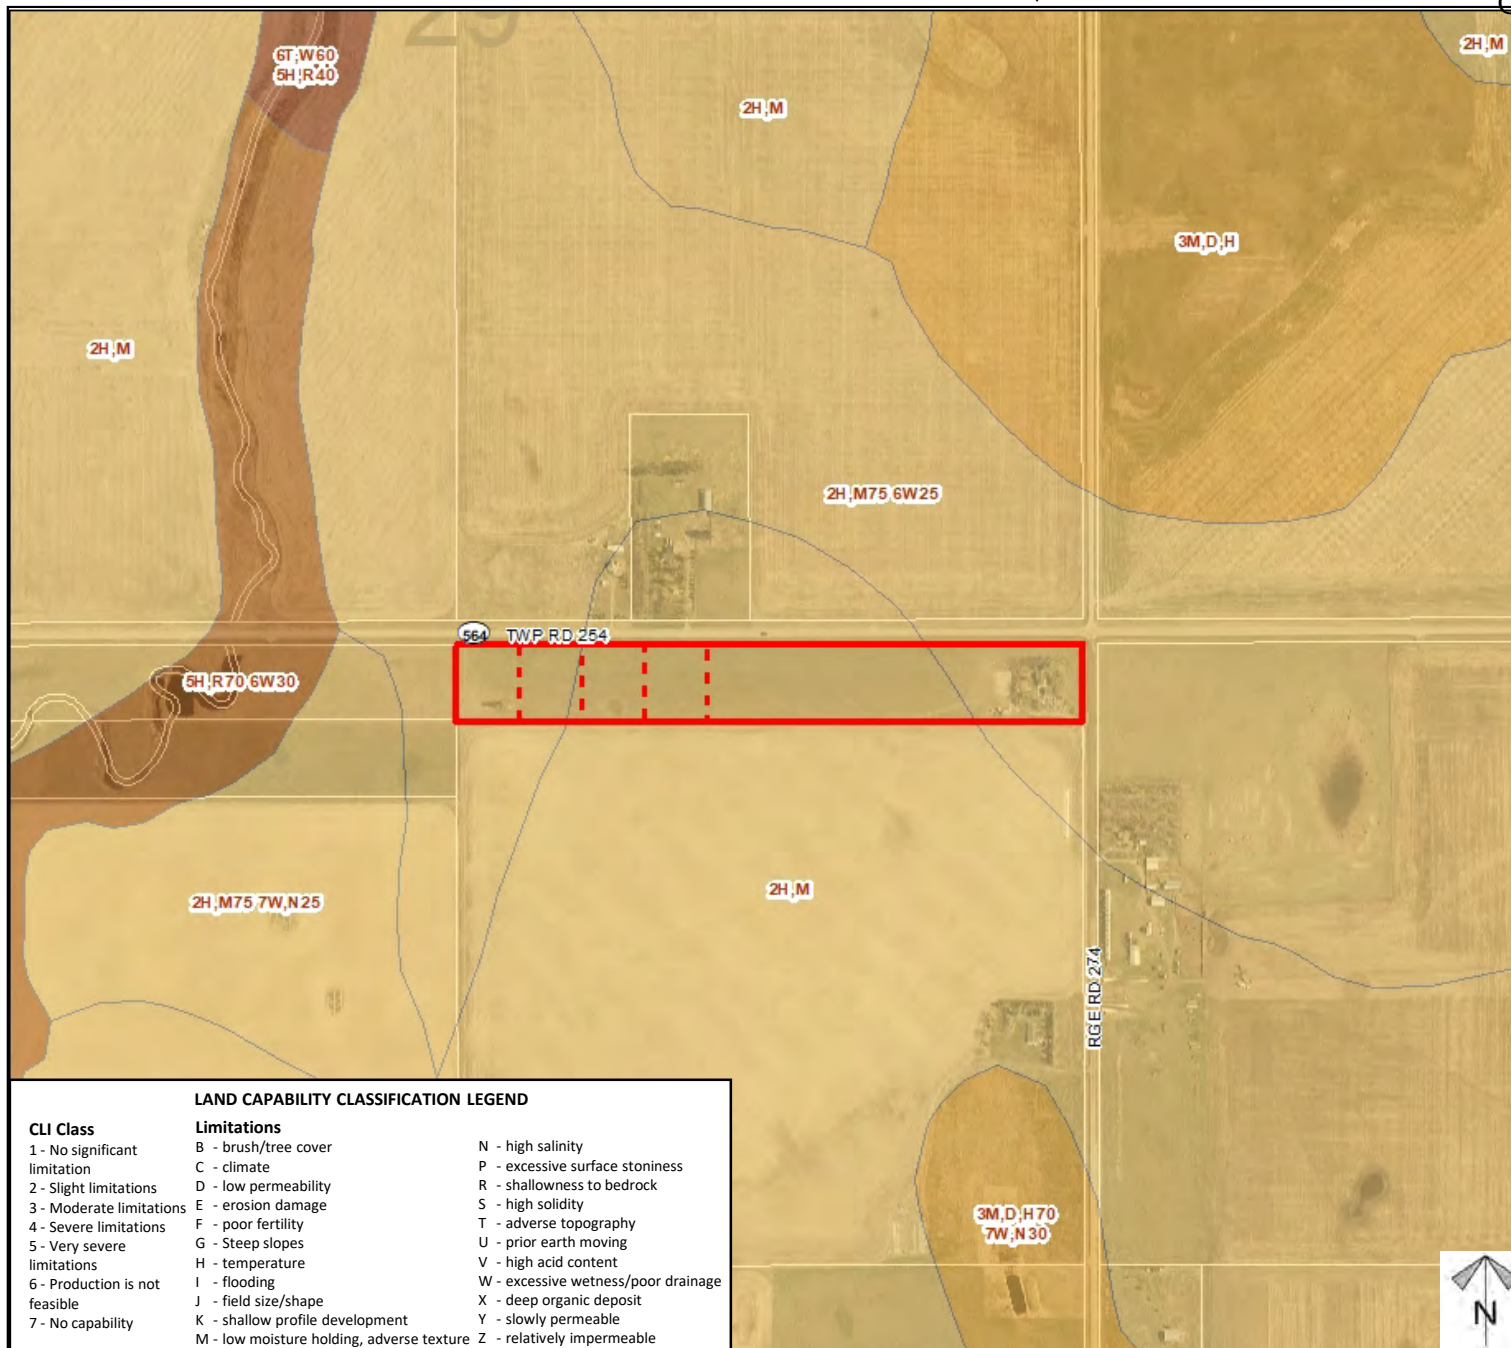 29
6T,W60
5H,R40
2H,M
2H,M
3M,D,H
2H,M
2H,M75 6W25
564 TWP RD 254
5H,R70 6W30
2H,M75 7W,N25
2H,M
RGE RD 274
3M,D,H70
7W,N30
LAND CAPABILITY CLASSIFICATION LEGEND
CLI Class
1 - No significant
limitation
2 - Slight limitations
3 - Moderate limitations
4 - Severe limitations
5 - Very severe
limitations
6 - Production is not
feasible
7 - No capability
Limitations
B - brush/tree cover
C - climate
D - low permeability
E - erosion damage
F - poor fertility
G - Steep slopes
H - temperature
I - flooding
J - field size/shape
K - shallow profile development
M - low moisture holding, adverse texture
N - high salinity
P - excessive surface stoniness
R - shallowness to bedrock
S - high solidity
T - adverse topography
U - prior earth moving
V - high acid content
W - excessive wetness/poor drainage
X - deep organic deposit
Y - slowly permeable
Z - relatively impermeable
N